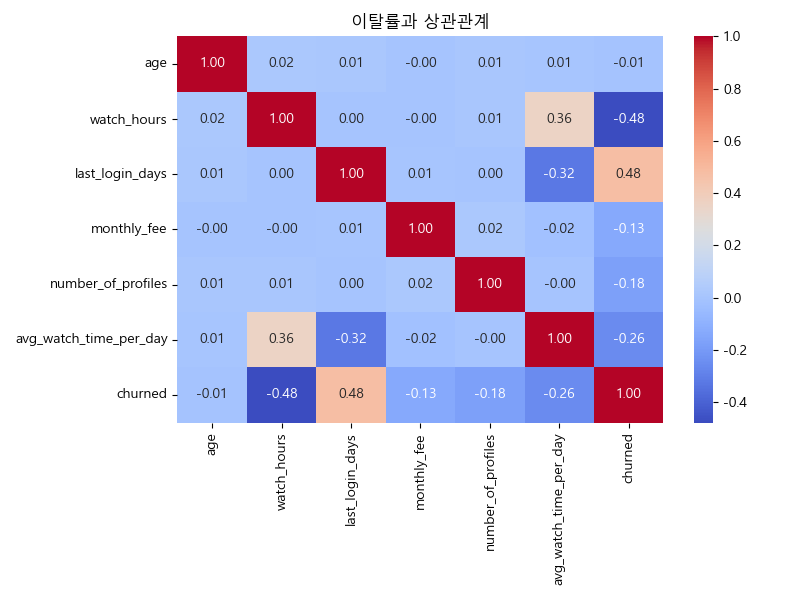 이탈률과 상관관계
age 1.00 0.02 0.01 -0.00 0.01 0.01 -0.01
watch_hours 0.02 1.00 0.00 -0.00 0.01 0.36 -0.48
last_login_days 0.01 0.00 1.00 0.01 0.00 -0.32 0.48
monthly_fee -0.00 -0.00 0.01 1.00 0.02 -0.02 -0.13
number_of_profiles 0.01 0.01 0.00 0.02 1.00 -0.00 -0.18
avg_watch_time_per_day 0.01 0.36 -0.32 -0.02 -0.00 1.00 -0.26
churned -0.01 -0.48 0.48 -0.13 -0.18 -0.26 1.00
age
watch_hours
last_login_days
monthly_fee
number_of_profiles
avg_watch_time_per_day
churned
1.0
0.8
0.6
0.4
0.2
0.0
-0.2
-0.4